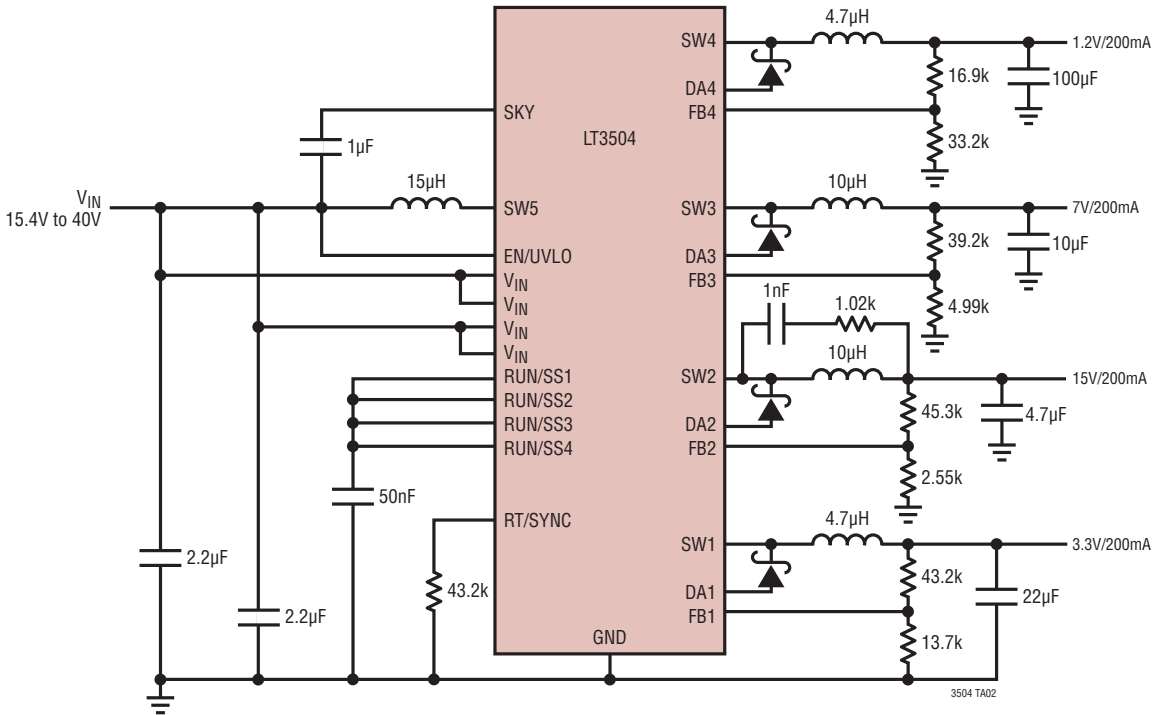 LT3504
SKY
SW5
EN/UVLO
VIN
VIN
VIN
VIN
RUN/SS1
RUN/SS2
RUN/SS3
RUN/SS4
RT/SYNC
GND
SW4
DA4
FB4
SW3
DA3
FB3
SW2
DA2
FB2
SW1
DA1
FB1
VIN
15.4V to 40V
1µF
15µH
50nF
2.2µF
2.2µF
43.2k
4.7µH
1.2V/200mA
16.9k
100µF
33.2k
10µH
7V/200mA
39.2k
10µF
4.99k
1nF
1.02k
10µH
15V/200mA
45.3k
4.7µF
2.55k
4.7µH
3.3V/200mA
43.2k
22µF
13.7k
3504 TA02